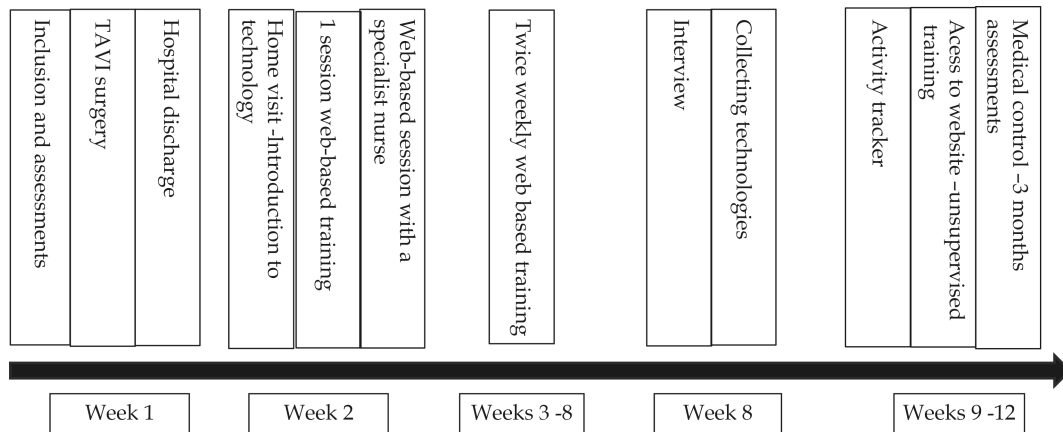 Inclusion and assessments
TAVI surgery
Hospital discharge
Home visit -Introduction to
technology
1 session web-based training
Web-based session with a
specialist nurse
Twice weekly web based training
Interview
Collecting technologies
Activity tracker
Acess to website –unsupervised
training
Medical control –3 months
assessments
Week 1
Week 2
Weeks 3 -8
Week 8
Weeks 9 -12